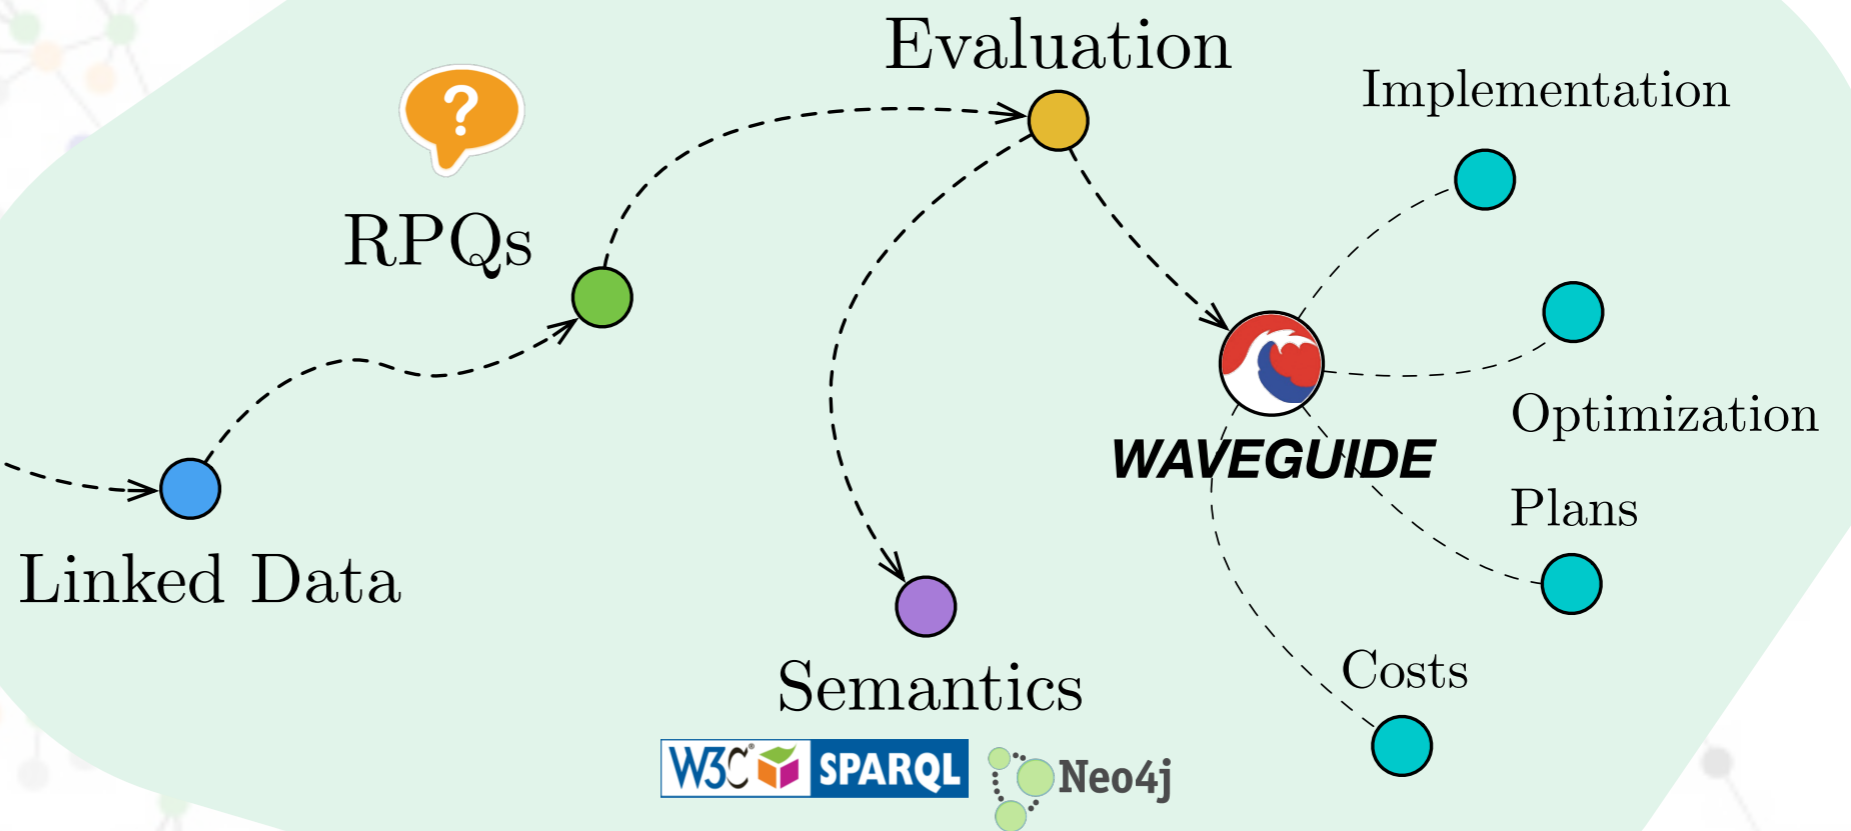 Evaluation
Implementation
?
RPQs
Optimization
WAVEGUIDE
Plans
Linked Data
Costs
Semantics
W3C® SPARQL
Neo4j